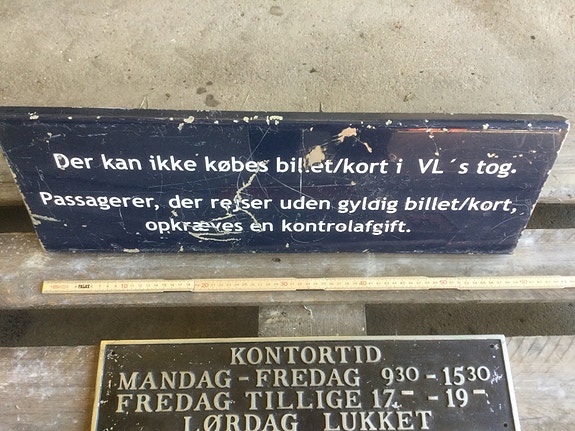 Der kan ikke købes billet/kort i VL´s tog.
Passagerer, der rejser uden gyldig billet/kort,
opkræves en kontrolafgift.
KONTORTID
MANDAG - FREDAG 9³⁰ - 15³⁰
FREDAG TILLIGE 17.- - 19.-
LØRDAG LUKKET